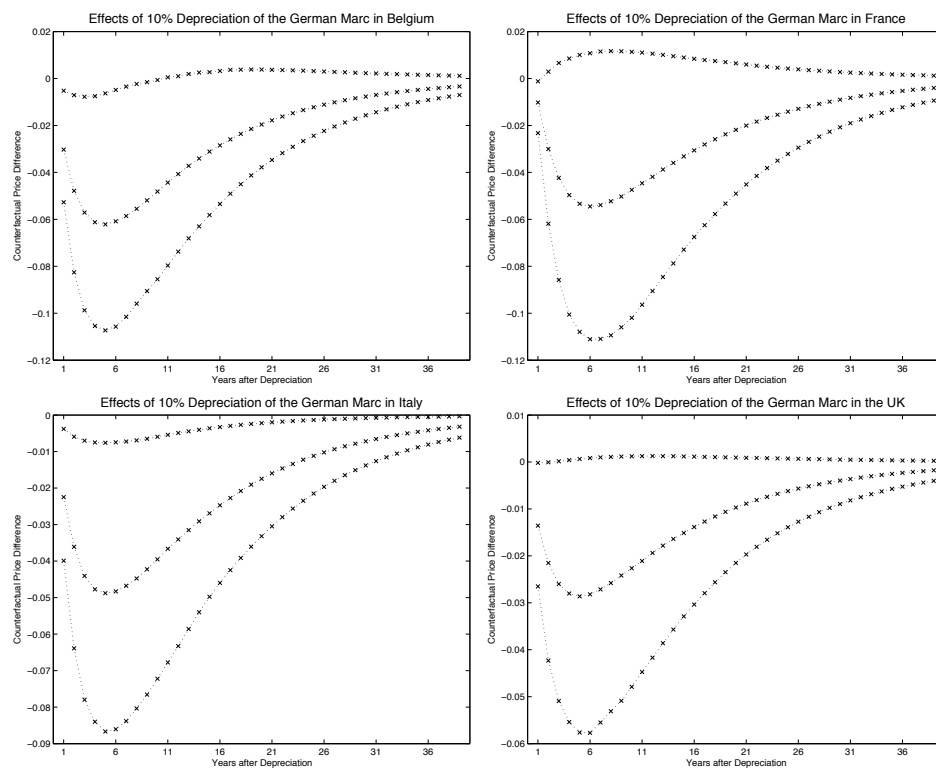 Effects of 10% Depreciation of the German Marc in Belgium
0.02
0
−0.02
−0.04
−0.06
−0.08
−0.1
−0.12
Counterfactual Price Difference
1 6 11 16 21 26 31 36
Years after Depreciation
Effects of 10% Depreciation of the German Marc in France
0.02
0
−0.02
−0.04
−0.06
−0.08
−0.1
−0.12
Counterfactual Price Difference
1 6 11 16 21 26 31 36
Years after Depreciation
Effects of 10% Depreciation of the German Marc in Italy
0
−0.01
−0.02
−0.03
−0.04
−0.05
−0.06
−0.07
−0.08
−0.09
Counterfactual Price Difference
1 6 11 16 21 26 31 36
Years after Depreciation
Effects of 10% Depreciation of the German Marc in the UK
0.01
0
−0.01
−0.02
−0.03
−0.04
−0.05
−0.06
Counterfactual Price Difference
1 6 11 16 21 26 31 36
Years after Depreciation